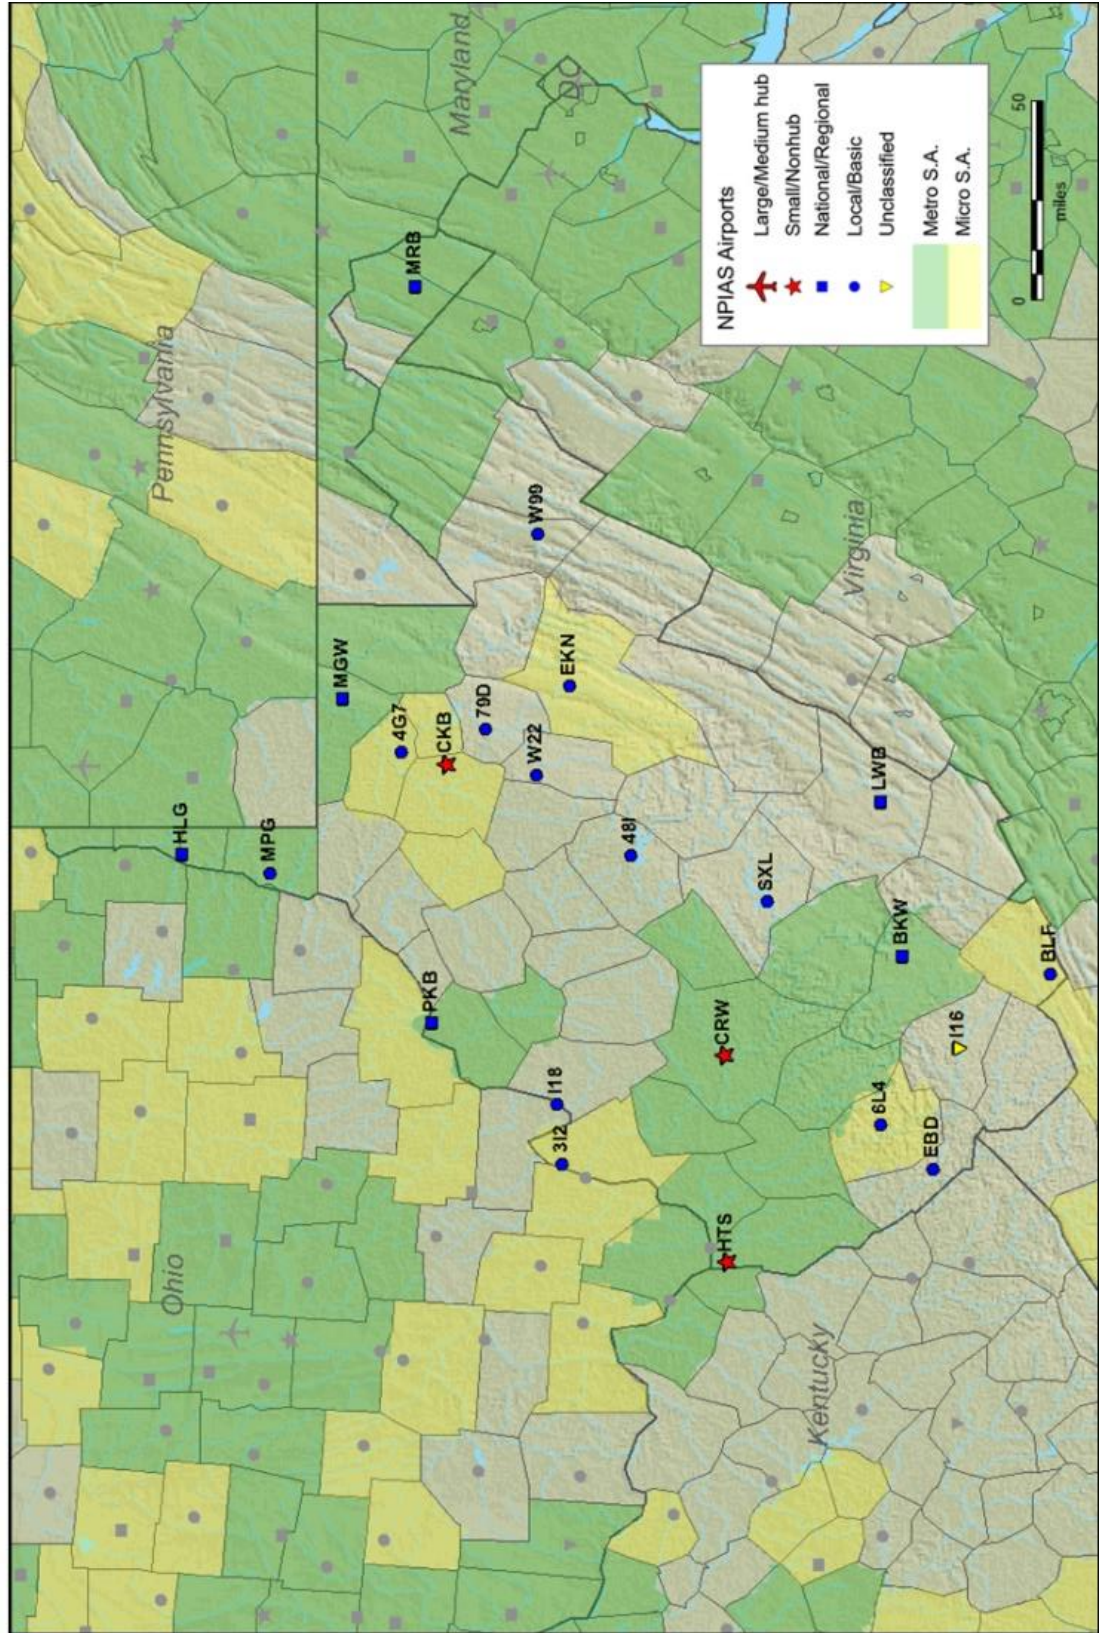 Ohio
Pennsylvania
Maryland
DC
Kentucky
Virginia
HLG
MPG
MGW
MRB
4G7
CKB
PKB
79D
W22
W99
I18
3I2
EKN
48I
HTS
CRW
SXL
6L4
LWB
BKW
EBD
I16
BLF
NPIAS Airports
Large/Medium hub
Small/Nonhub
National/Regional
Local/Basic
Unclassified
Metro S.A.
Micro S.A.
0
50
miles